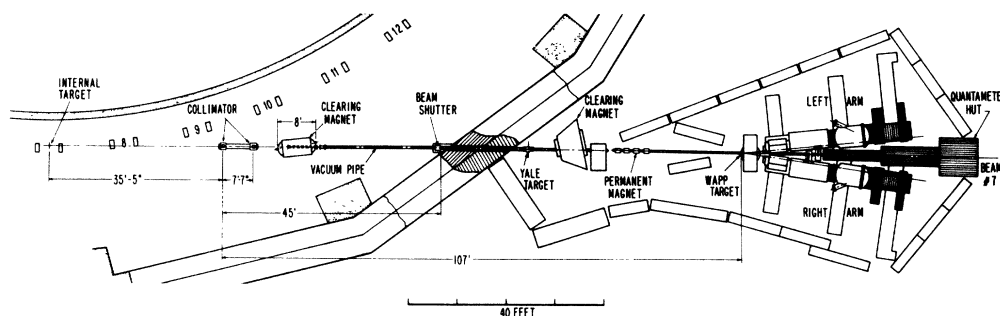 12
11
10
9
8
INTERNAL
TARGET
COLLIMATOR
8'
CLEARING
MAGNET
VACUUM PIPE
BEAM
SHUTTER
YALE
TARGET
CLEARING
MAGNET
PERMANENT
MAGNET
WAPP
TARGET
LEFT ARM
RIGHT ARM
QUANTAMETER
HUT
BEAM
#7
35'-5"
7'7"
45'
107'
40 FEET